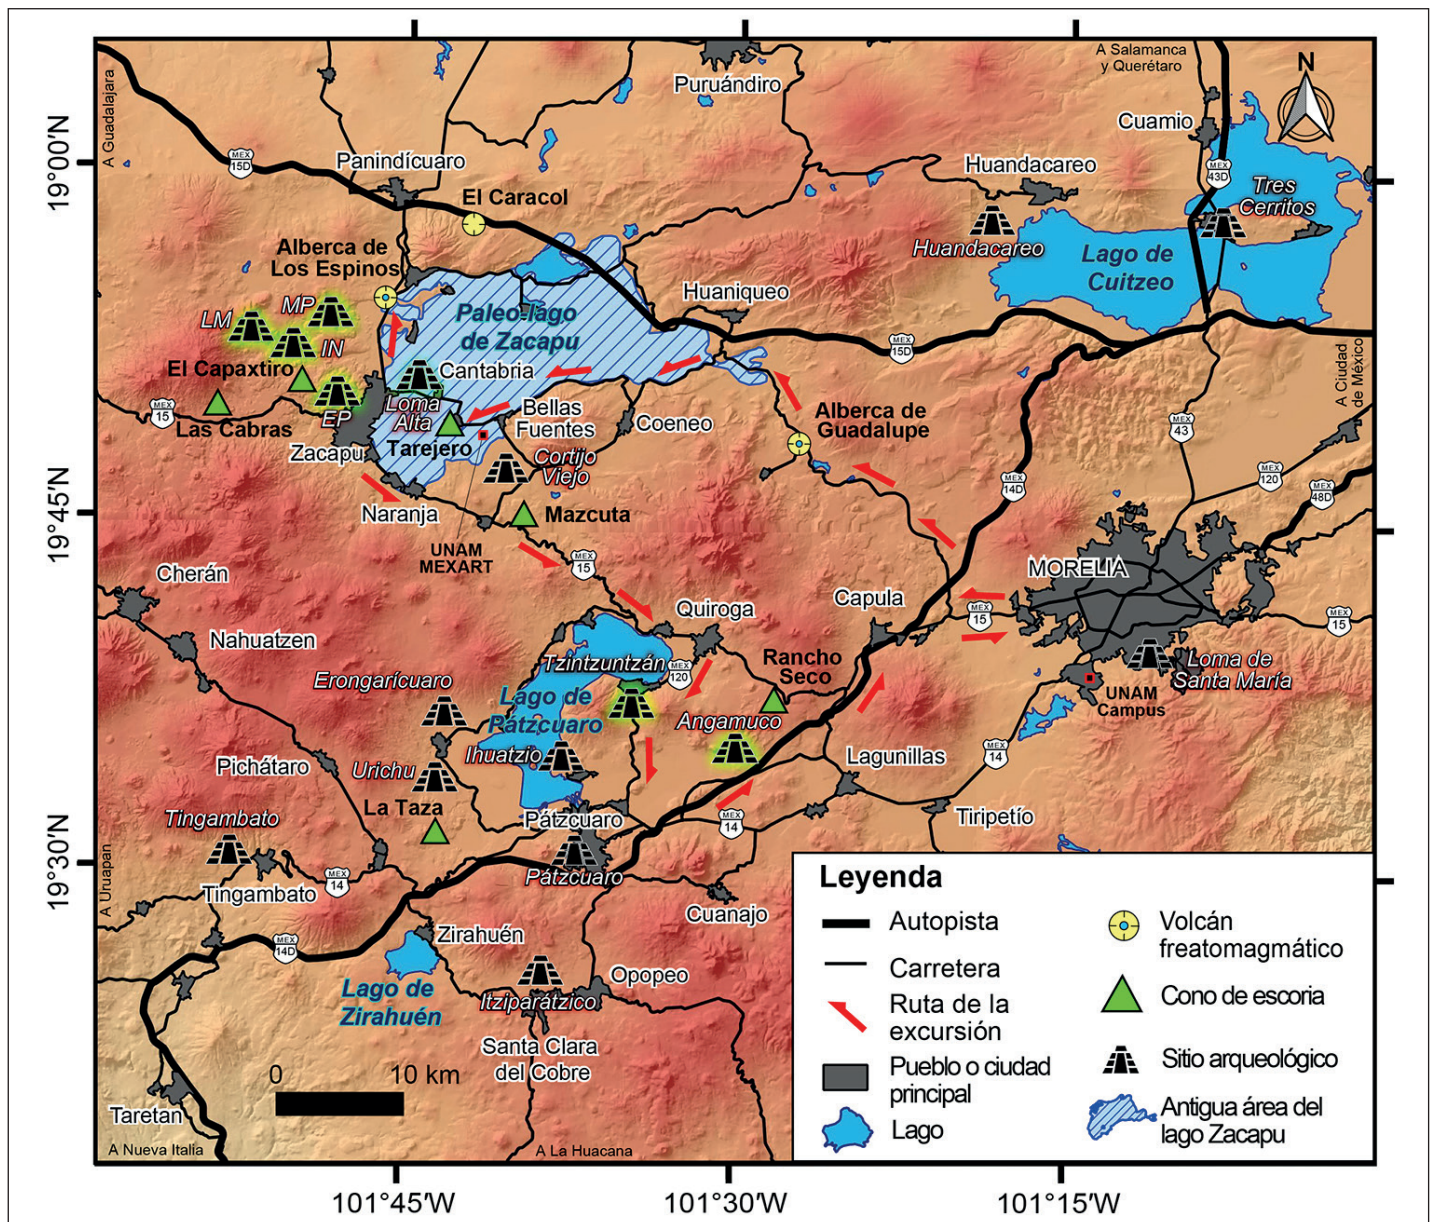 A Guadalajara
A Salamanca
y Querétaro
N
Puruándiro
Cuamio
19°00'N
MEX
15D
Panindícuaro
Huandacareo
MEX
43D
El Caracol
Tres
Cerritos
Alberca de
Los Espinos
Huandacareo
Lago de
Cuitzeo
MP
LM
IN
Paleo-lago
de Zacapu
Huaniqueo
MEX
15D
El Capaxtiro
Cantabria
A Ciudad
de México
MEX
15
Las Cabras
EP
Loma
Alta
Bellas
Fuentes
Coeneo
Alberca de
Guadalupe
MEX
43
Zacapu
Tarejero
Cortijo
Viejo
MEX
120
MEX
14D
MEX
48D
19°45'N
Naranja
Mazcuta
UNAM
MEXART
MEX
15
Cherán
MORELIA
Nahuatzen
Quiroga
Capula
MEX
15
MEX
15
Tzintzuntzán
MEX
120
Rancho
Seco
Loma de
Santa María
Erongarícuaro
Lago de
Pátzcuaro
Angamuco
UNAM
Campus
Ihuatzio
Urichu
Pichátaro
Lagunillas
MEX
14
La Taza
Tingambato
Pátzcuaro
MEX
14
Tiripetío
19°30'N
A Uruapan
Tingambato
MEX
14
Pátzcuaro
Cuanajo
MEX
14D
Zirahuén
Lago de
Zirahuén
Opopeo
Itziparátzico
Santa Clara
del Cobre
0 10 km
Taretan
A Nueva Italía
A La Huacana
Leyenda
Autopista
Carretera
Ruta de la
excursión
Pueblo o ciudad
principal
Lago
Volcán
freatomagmático
Cono de escoria
Sitio arqueológico
Antigua área del
lago Zacapu
101°45'W
101°30'W
101°15'W